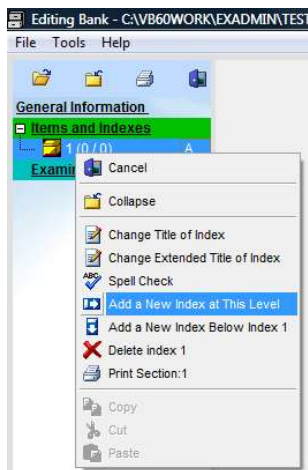 Editing Bank - C:\VB60WORK\EXADMIN\TES
File Tools Help
General Information
Items and Indexes
1 (0 / 0) A
Cancel
Collapse
Change Title of Index
Change Extended Title of Index
ABC
Spell Check
Add a New Index at This Level
Add a New Index Below Index 1
Delete index 1
Print Section:1
Copy
Cut
Paste